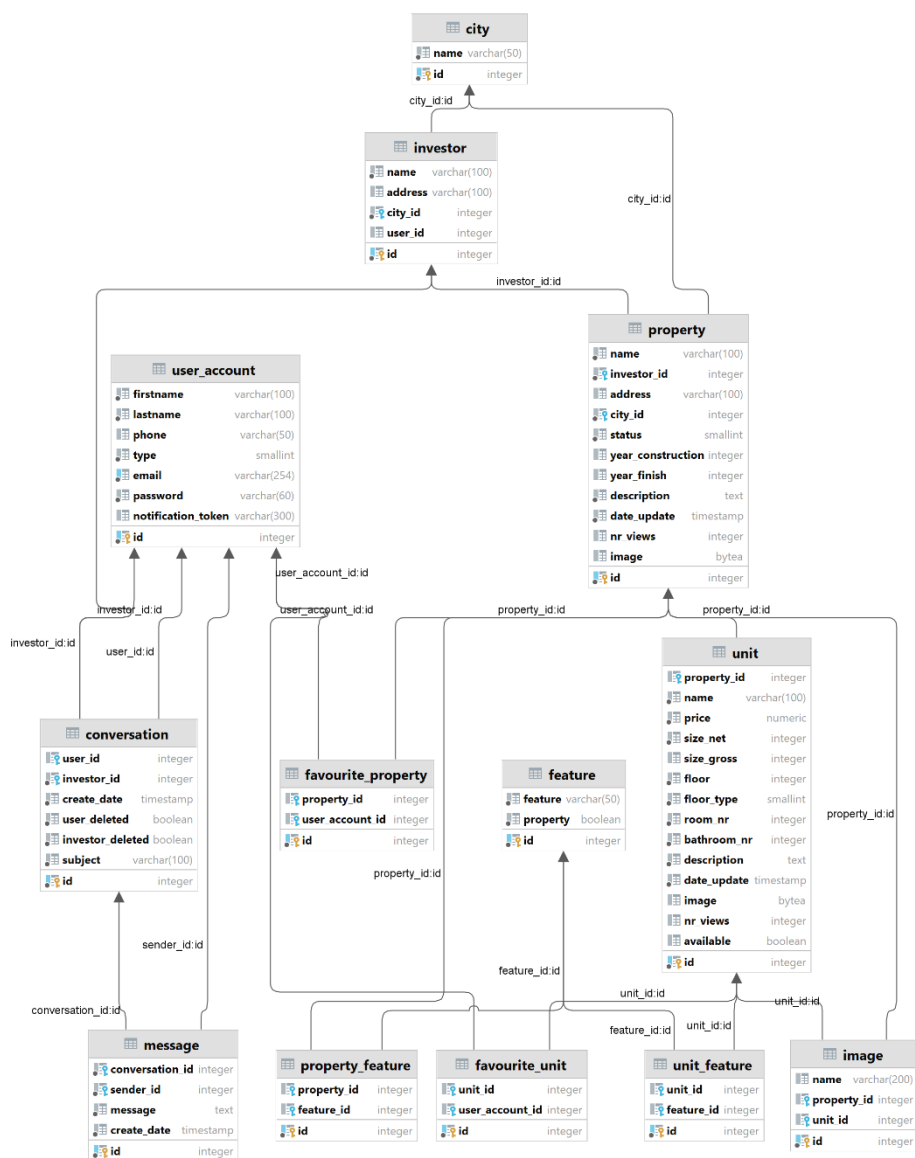 city
name varchar(50)
id integer
city_id:id
investor
name varchar(100)
address varchar(100)
city_id integer
user_id integer
id integer
city_id:id
investor_id:id
property
name varchar(100)
investor_id integer
address varchar(100)
city_id integer
status smallint
year_construction integer
year_finish integer
description text
date_update timestamp
nr_views integer
image bytea
id integer
user_account
firstname varchar(100)
lastname varchar(100)
phone varchar(50)
type smallint
email varchar(254)
password varchar(60)
notification_token varchar(300)
id integer
user_account_id:id
investor_id:id
user_account_id:id
property_id:id
property_id:id
investor_id:id
user_id:id
unit
property_id integer
name varchar(100)
price numeric
size_net integer
size_gross integer
floor integer
floor_type smallint
room_nr integer
bathroom_nr integer
description text
date_update timestamp
image bytea
nr_views integer
available boolean
id integer
conversation
user_id integer
investor_id integer
create_date timestamp
user_deleted boolean
investor_deleted boolean
subject varchar(100)
id integer
favourite_property
property_id integer
user_account_id integer
id integer
feature
feature varchar(50)
property boolean
id integer
property_id:id
property_id:id
sender_id:id
feature_id:id
unit_id:id
unit_id:id
conversation_id:id
feature_id:id
unit_id:id
message
conversation_id integer
sender_id integer
message text
create_date timestamp
id integer
property_feature
property_id integer
feature_id integer
id integer
favourite_unit
unit_id integer
user_account_id integer
id integer
unit_feature
unit_id integer
feature_id integer
id integer
image
name varchar(200)
property_id integer
unit_id integer
id integer